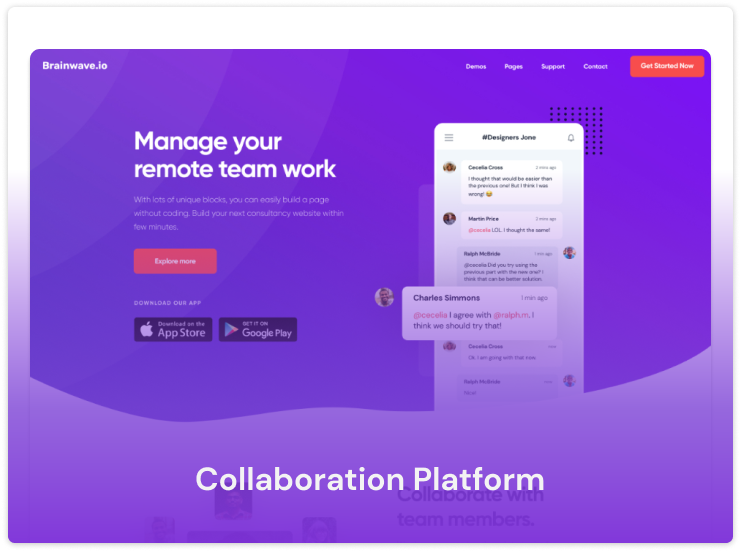 Brainwave.io
Demos
Pages
Support
Contact
Get Started Now
Manage your
remote team work
With lots of unique blocks, you can easily build a page
without coding. Build your next consultancy website within
few minutes.
Explore more
DOWNLOAD OUR APP
Download on the
App Store
GET IT ON
Google Play
#Designers Jone
Cecelia Cross
2 mins ago
I thought that would be easier than
the previous one! But I think I was
wrong! 😂
Martin Price
2 mins ago
@cecelia LOL. I thought the same!
Ralph McBride
1 min ago
@cecelia Did you try using the
previous part with the new one? I
think that can be better solution.
Charles Simmons
1 min ago
@cecelia I agree with @ralph.m. I
think we should try that!
Cecelia Cross
now
Ok. I am going with that now.
Ralph McBride
now
Nice!
Collaboration Platform
Collaborate with
team members.